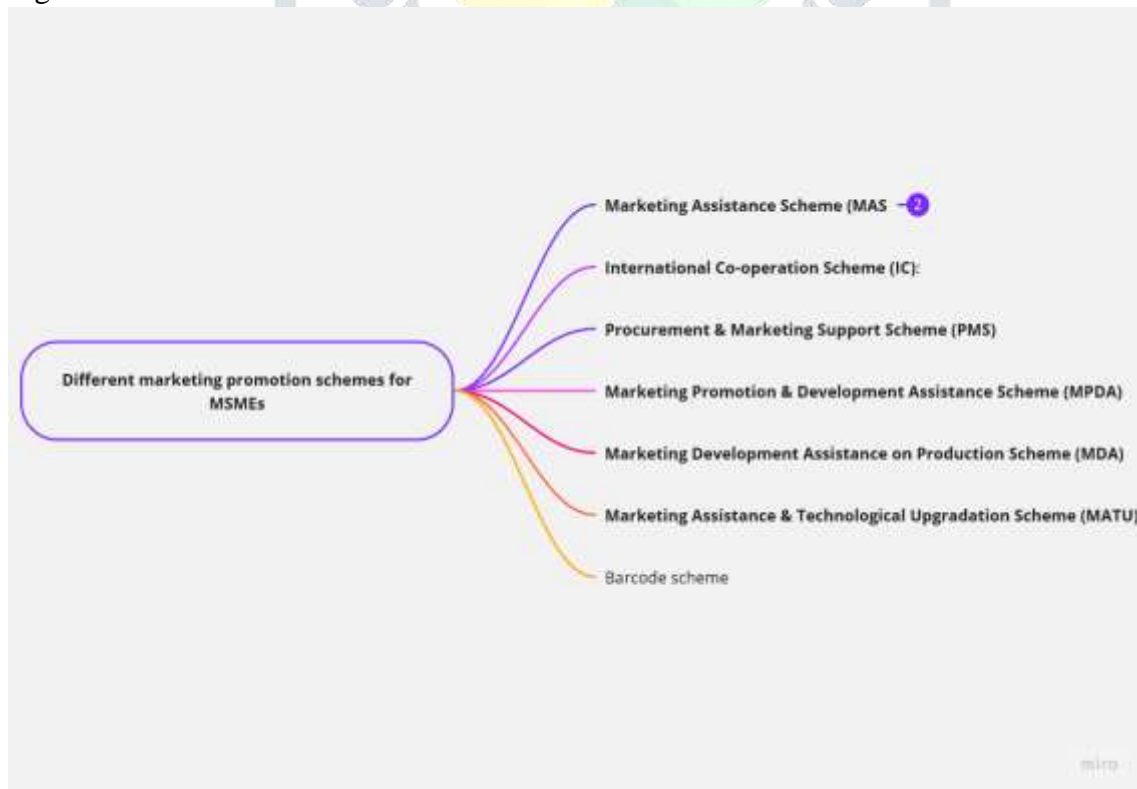 Different marketing promotion schemes for
MSMEs
Marketing Assistance Scheme (MAS
2
International Co-operation Scheme (IC):
Procurement & Marketing Support Scheme (PMS)
Marketing Promotion & Development Assistance Scheme (MPDA)
Marketing Development Assistance on Production Scheme (MDA)
Marketing Assistance & Technological Upgradation Scheme (MATU)
Barcode scheme
miro